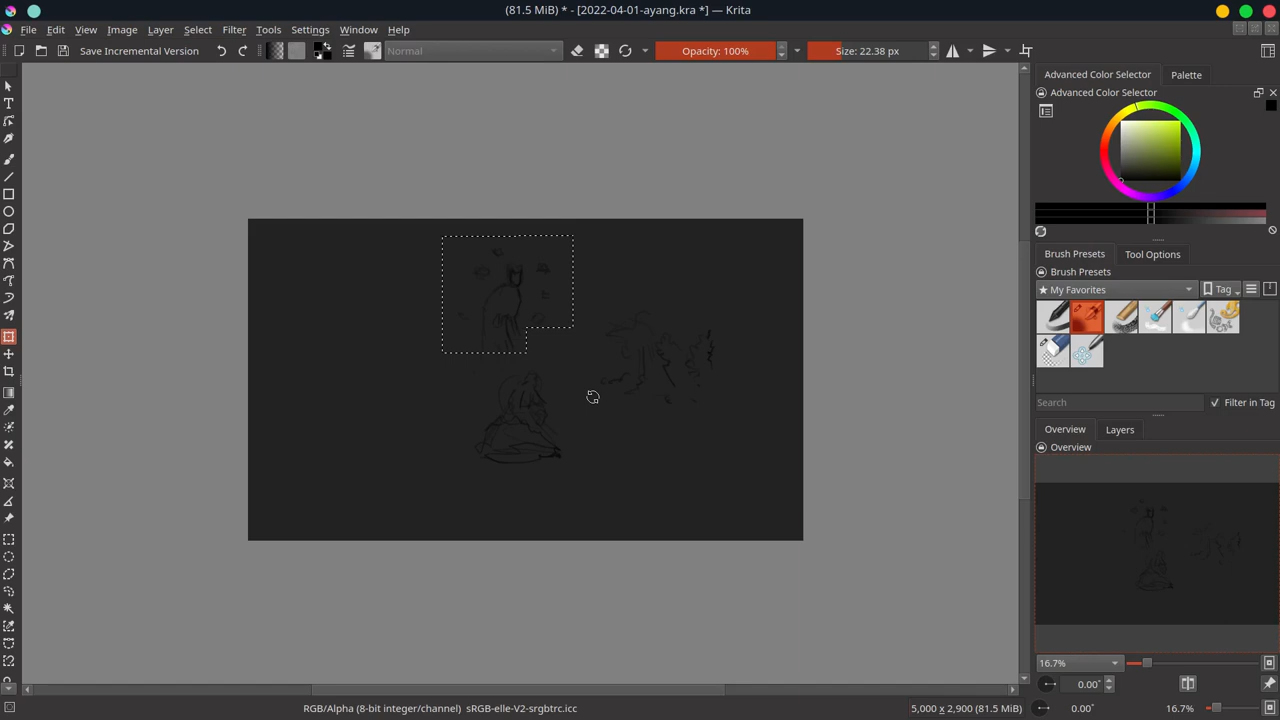 (81.5 MiB) * - [2022-04-01-ayang.kra *] — Krita
File Edit View Image Layer Select Filter Tools Settings Window Help
Save Incremental Version Normal Opacity: 100% Size: 22.38 px
Advanced Color Selector Palette
Advanced Color Selector
Brush Presets Tool Options
Brush Presets
★ My Favorites Tag
Search Filter in Tag
Overview Layers
Overview
16.7%
0.00°
RGB/Alpha (8-bit integer/channel) sRGB-elle-V2-srgbtrc.icc 5,000 x 2,900 (81.5 MiB) 0.00° 16.7%